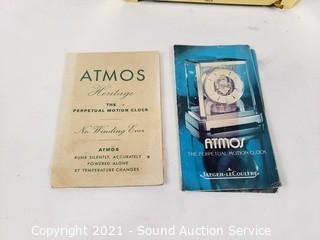 ATMOS
Heritage
THE
PERPETUAL MOTION CLOCK
No Winding Ever
ATMOS
RUNS SILENTLY, ACCURATELY
POWERED ALONE
BY TEMPERATURE CHANGES
ATMOS
THE PERPETUAL MOTION CLOCK
JAEGER-LECOULTRE
Copyright 2021 - Sound Auction Service